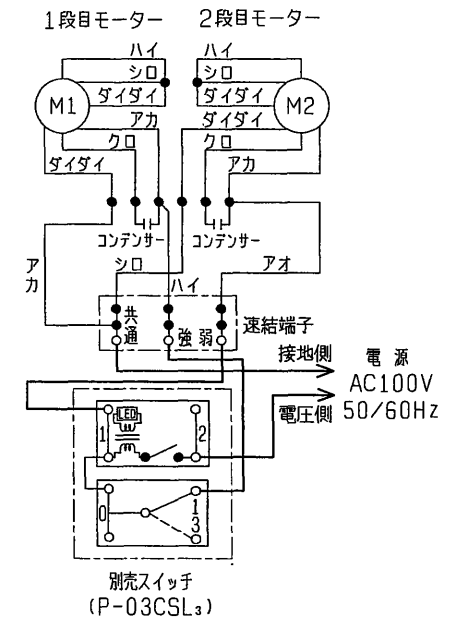 1段目モーター 2段目モーター
ハイ ハイ
シロ シロ
ダイダイ ダイダイ
M1 M2
アカ ダイダイ
クロ クロ
ダイダイ アカ
コンデンサー コンデンサー
アカ シロ アオ
ハイ
共通 強 弱 速結端子
接地側
電源
AC100V
50/60Hz
電圧側
LED
1 2
0 1
3
別売スイッチ
(P-03CSL₃)